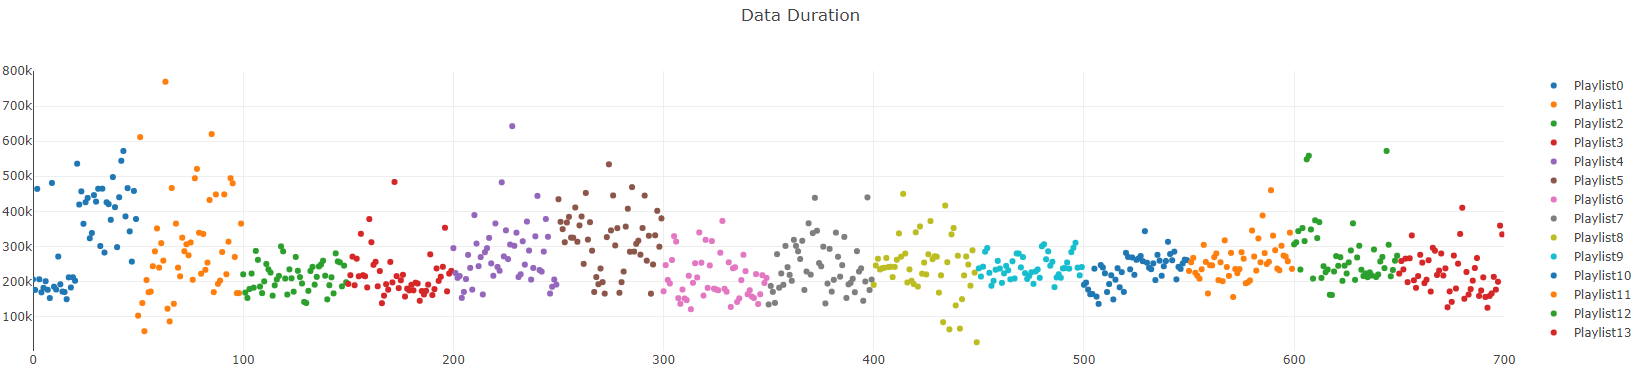 Data Duration
800k
700k
600k
500k
400k
300k
200k
100k
0 100 200 300 400 500 600 700
Playlist0
Playlist1
Playlist2
Playlist3
Playlist4
Playlist5
Playlist6
Playlist7
Playlist8
Playlist9
Playlist10
Playlist11
Playlist12
Playlist13